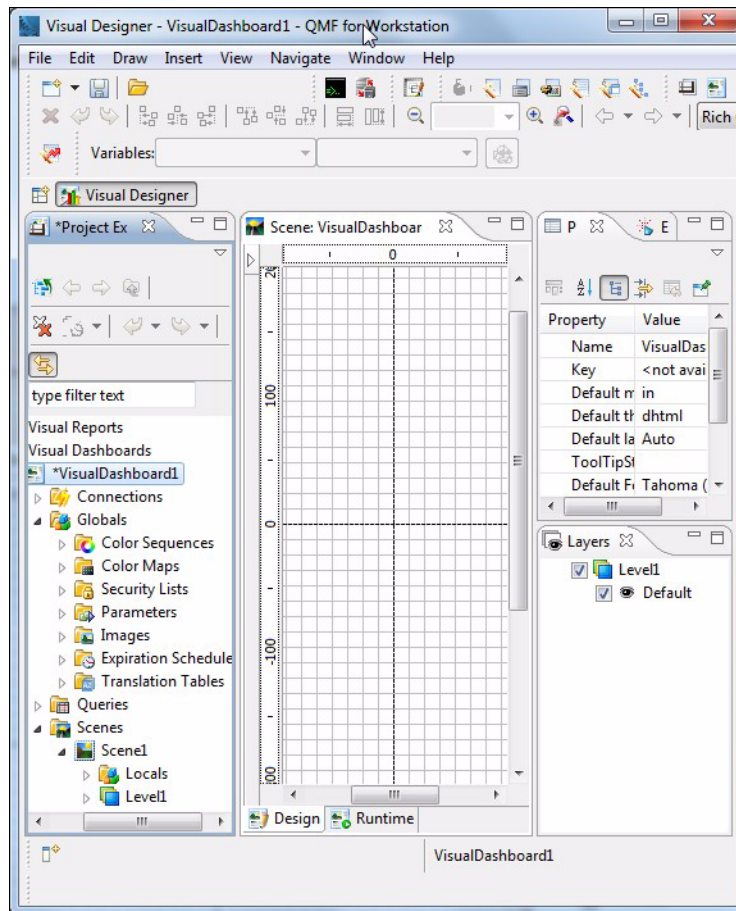 Visual Designer - VisualDashboard1 - QMF for Workstation
File Edit Draw Insert View Navigate Window Help
Rich
Variables:
Visual Designer
*Project Ex
Scene: VisualDashboar
P
E
0
type filter text
Visual Reports
Visual Dashboards
*VisualDashboard1
Connections
Globals
Color Sequences
Color Maps
Security Lists
Parameters
Images
Expiration Schedule
Translation Tables
Queries
Scenes
Scene1
Locals
Level1
100
0
-100
Design
Runtime
Property Value
Name VisualDas
Key <not avai
Default m in
Default th dhtml
Default la Auto
ToolTipSt
Default F Tahoma (
Layers
Level1
Default
VisualDashboard1